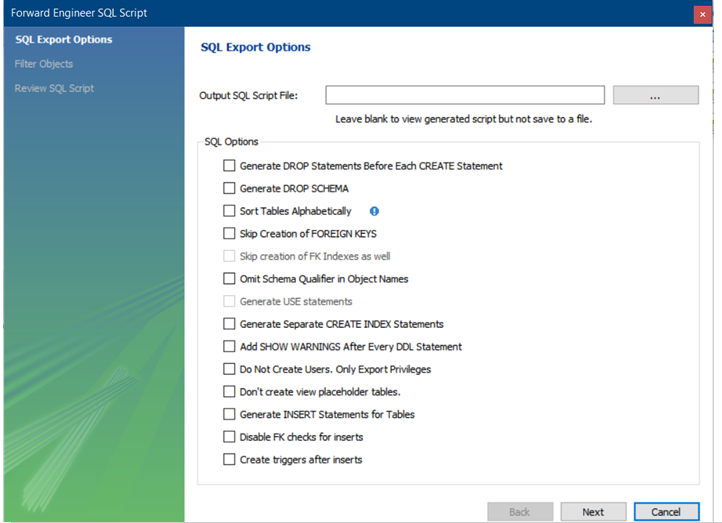 Forward Engineer SQL Script
SQL Export Options
Filter Objects
Review SQL Script
SQL Export Options
Output SQL Script File:
...
Leave blank to view generated script but not save to a file.
SQL Options
Generate DROP Statements Before Each CREATE Statement
Generate DROP SCHEMA
Sort Tables Alphabetically
Skip Creation of FOREIGN KEYS
Skip creation of FK Indexes as well
Omit Schema Qualifier in Object Names
Generate USE statements
Generate Separate CREATE INDEX Statements
Add SHOW WARNINGS After Every DDL Statement
Do Not Create Users. Only Export Privileges
Don't create view placeholder tables.
Generate INSERT Statements for Tables
Disable FK checks for inserts
Create triggers after inserts
Back Next Cancel